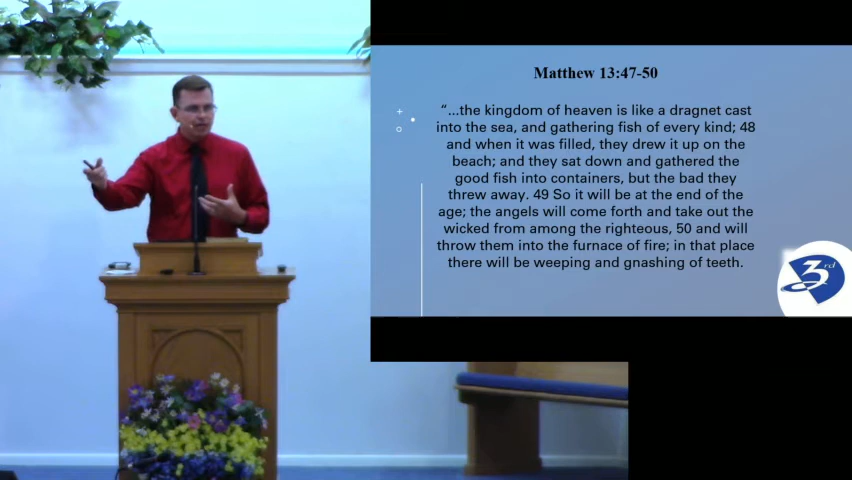 Matthew 13:47-50
“...the kingdom of heaven is like a dragnet cast
into the sea, and gathering fish of every kind; 48
and when it was filled, they drew it up on the
beach; and they sat down and gathered the
good fish into containers, but the bad they
threw away. 49 So it will be at the end of the
age; the angels will come forth and take out the
wicked from among the righteous, 50 and will
throw them into the furnace of fire; in that place
there will be weeping and gnashing of teeth.
3rd